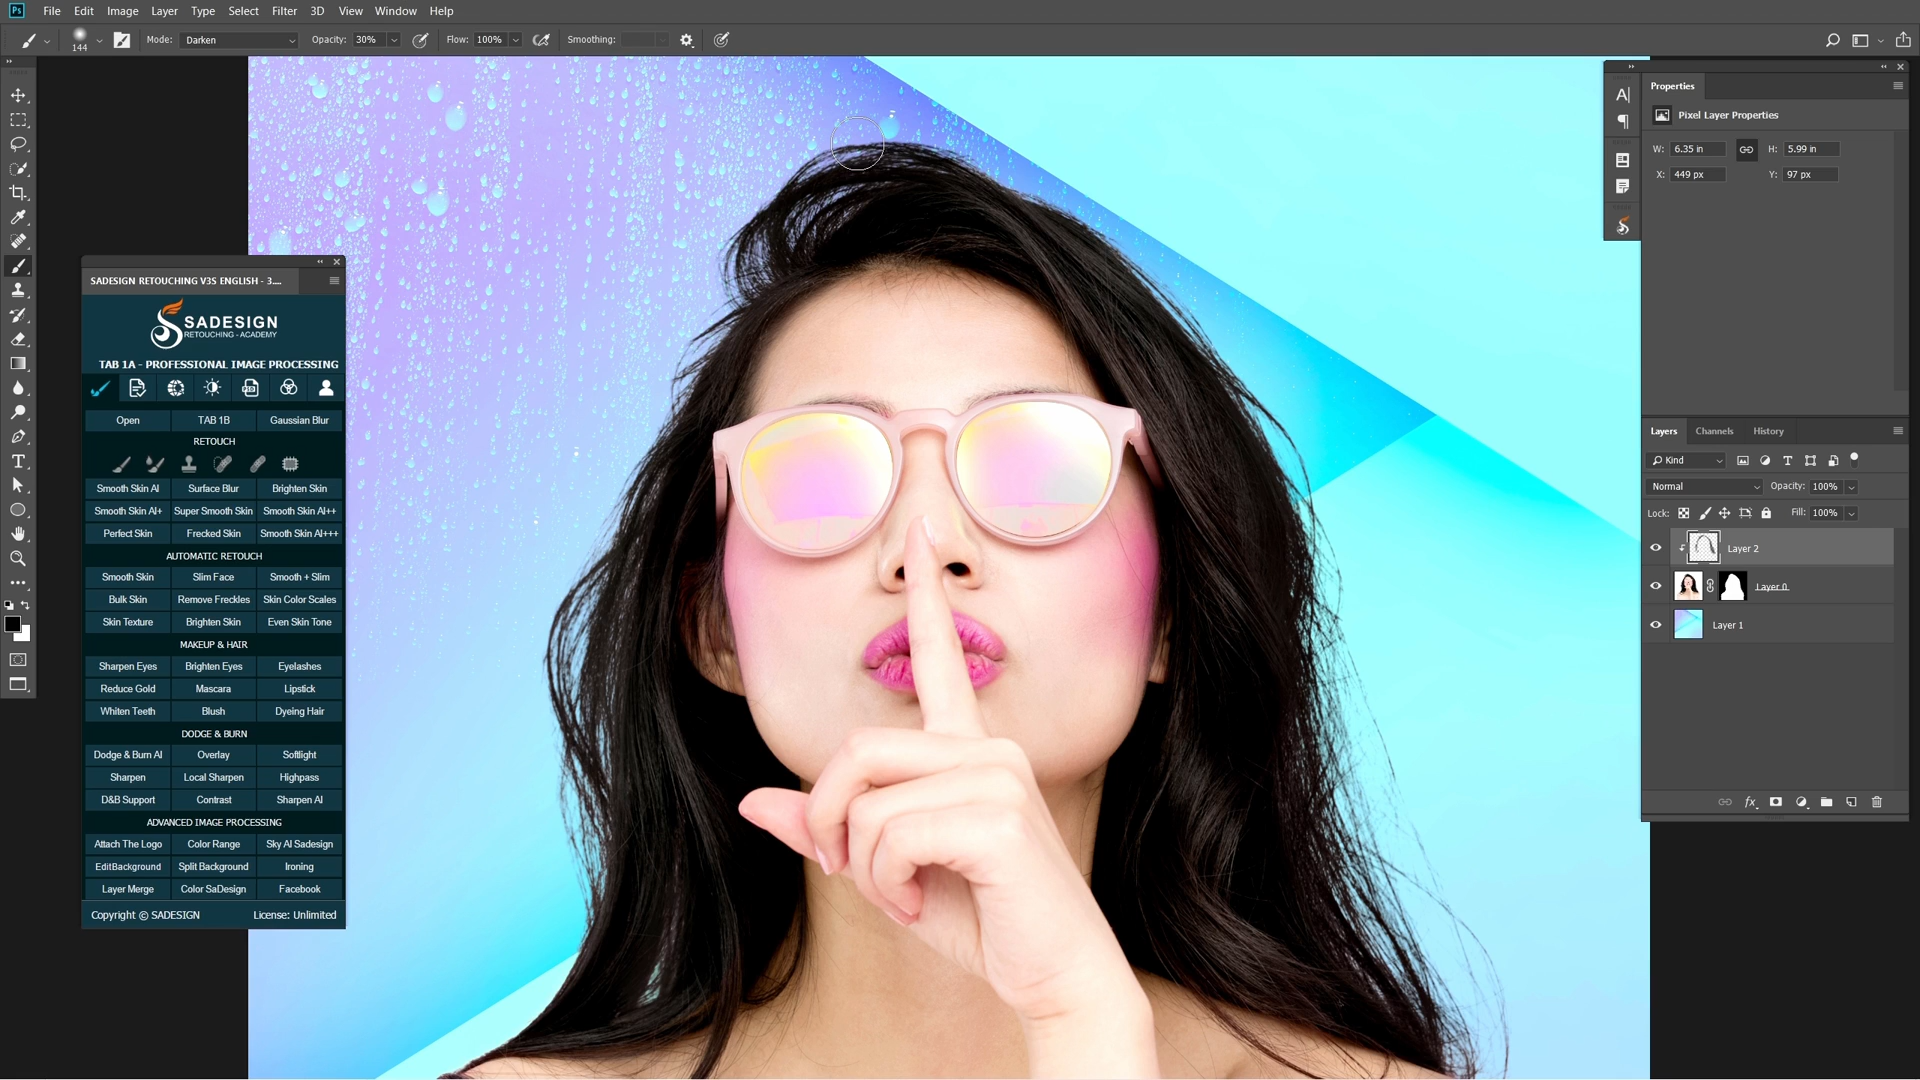 Ps File Edit Image Layer Type Select Filter 3D View Window Help
144 Mode: Darken Opacity: 30% Flow: 100% Smoothing:
SADESIGN RETOUCHING V3S ENGLISH - 3....
SADESIGN
RETOUCHING - ACADEMY
TAB 1A - PROFESSIONAL IMAGE PROCESSING
Open TAB 1B Gaussian Blur
RETOUCH
Smooth Skin AI Surface Blur Brighten Skin
Smooth Skin AI+ Super Smooth Skin Smooth Skin AI++
Perfect Skin Frecked Skin Smooth Skin AI+++
AUTOMATIC RETOUCH
Smooth Skin Slim Face Smooth + Slim
Bulk Skin Remove Freckles Skin Color Scales
Skin Texture Brighten Skin Even Skin Tone
MAKEUP & HAIR
Sharpen Eyes Brighten Eyes Eyelashes
Reduce Gold Mascara Lipstick
Whiten Teeth Blush Dyeing Hair
DODGE & BURN
Dodge & Burn AI Overlay Softlight
Sharpen Local Sharpen Highpass
D&B Support Contrast Sharpen AI
ADVANCED IMAGE PROCESSING
Attach The Logo Color Range Sky AI Sadesign
EditBackground Split Background Ironing
Layer Merge Color SaDesign Facebook
Copyright © SADESIGN License: Unlimited
Properties
Pixel Layer Properties
W: 6.35 in H: 5.99 in
X: 449 px Y: 97 px
Layers Channels History
Kind
Normal Opacity: 100%
Lock: Fill: 100%
Layer 2
Layer 0
Layer 1
fx